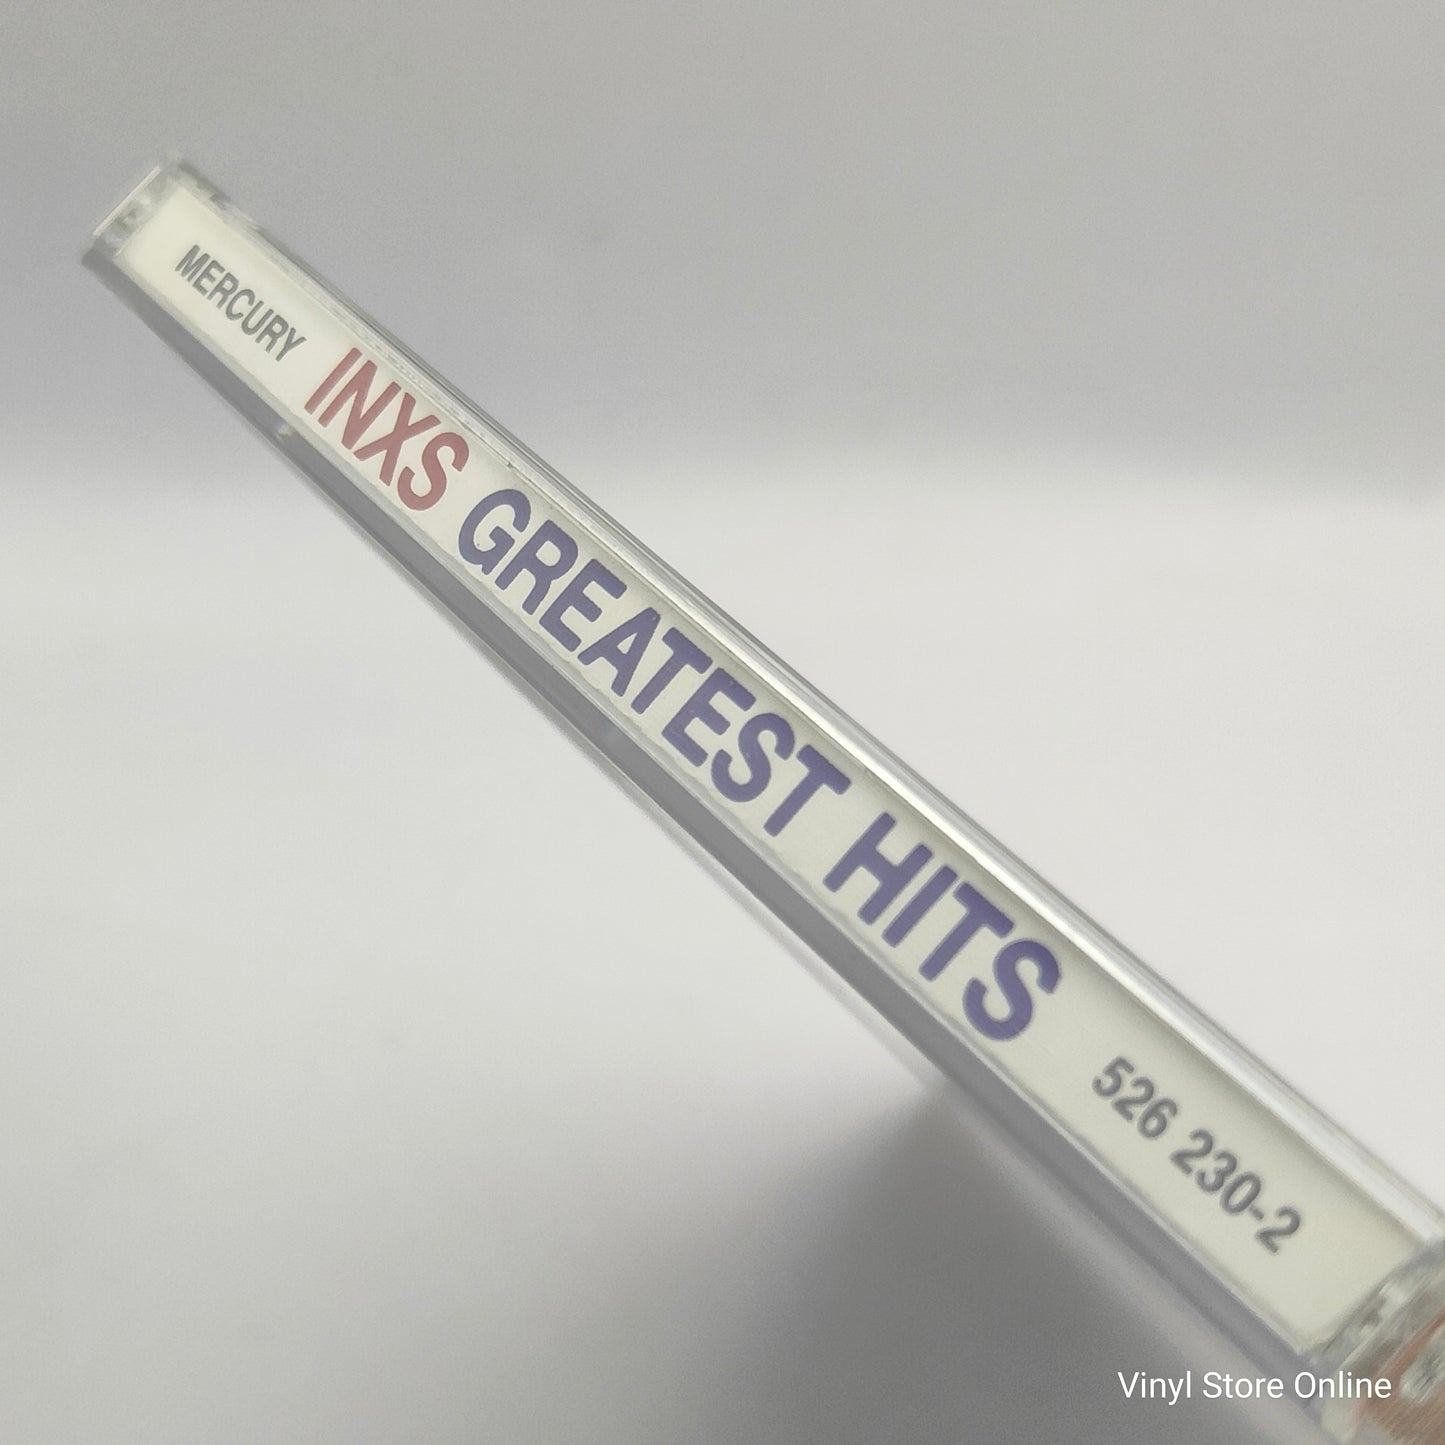 MERCURY INXS GREATEST HITS 526 230-2
Vinyl Store Online